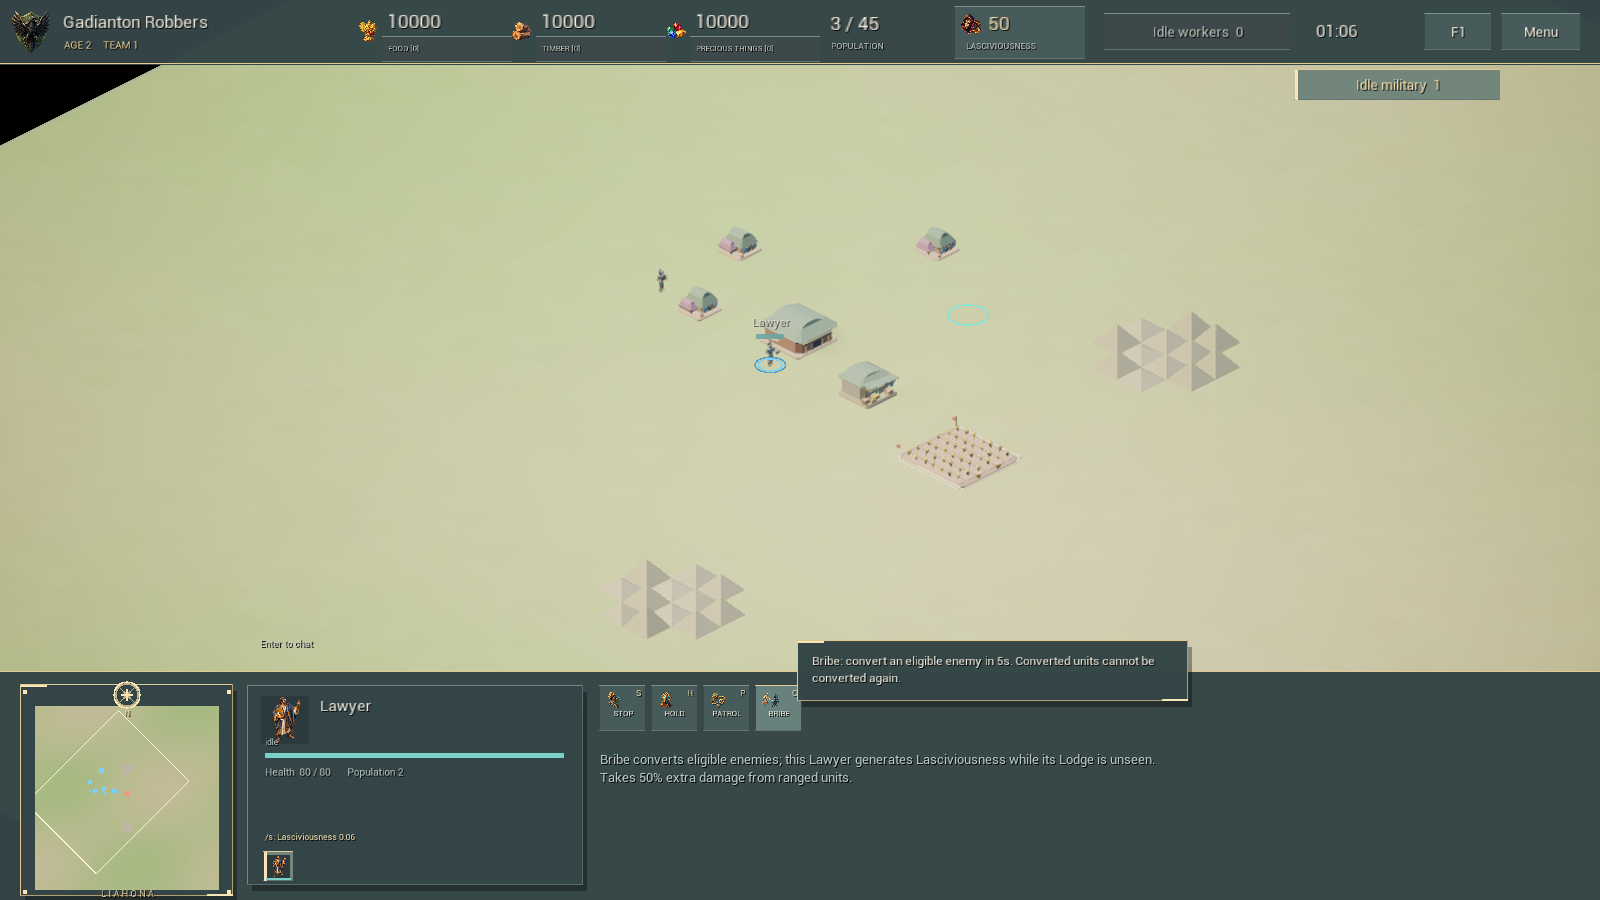 Gadianton Robbers
AGE 2 TEAM 1
10000
FOOD [0]
10000
TIMBER [0]
10000
PRECIOUS THINGS [0]
3 / 45
POPULATION
50
LASCIVIOUSNESS
Idle workers 0
01:06
F1
Menu
Idle military 1
Lawyer
Enter to chat
Bribe: convert an eligible enemy in 5s. Converted units cannot be
converted again.
N
LIAHONA
Lawyer
idle
Health 80 / 80 Population 2
/s: Lasciviousness 0.06
S
STOP
H
HOLD
P
PATROL
BRIBE
Bribe converts eligible enemies; this Lawyer generates Lasciviousness while its Lodge is unseen.
Takes 50% extra damage from ranged units.